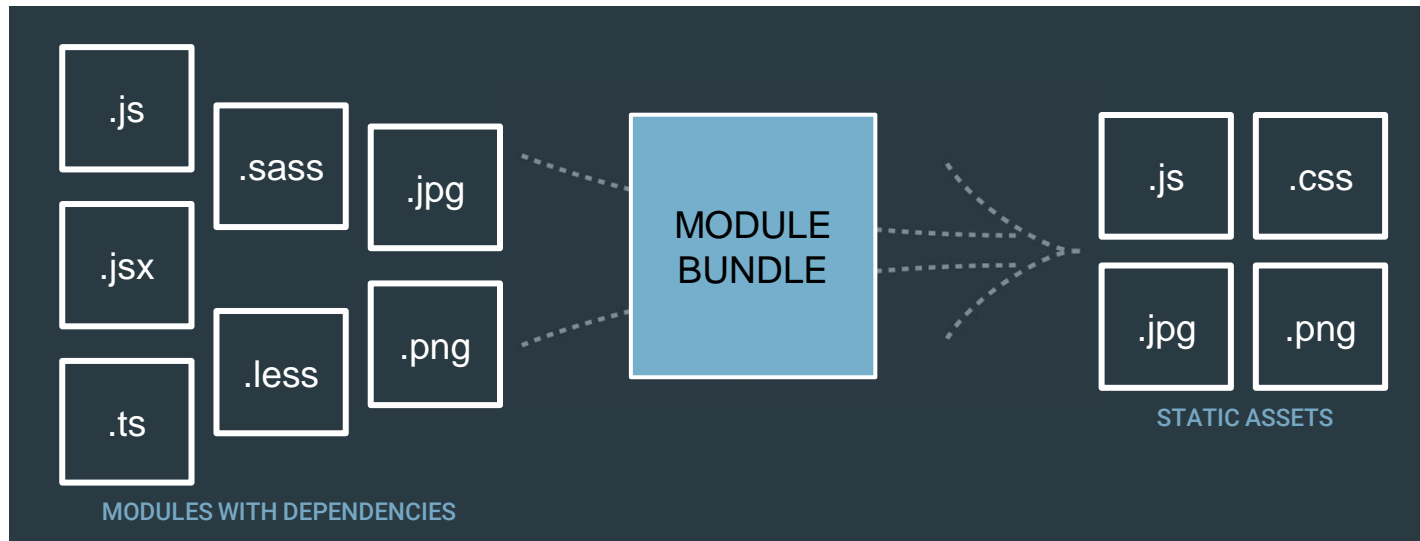 .js
.jsx
.ts
.sass
.less
.jpg
.png
MODULES WITH DEPENDENCIES
MODULE
BUNDLE
.js
.css
.jpg
.png
STATIC ASSETS